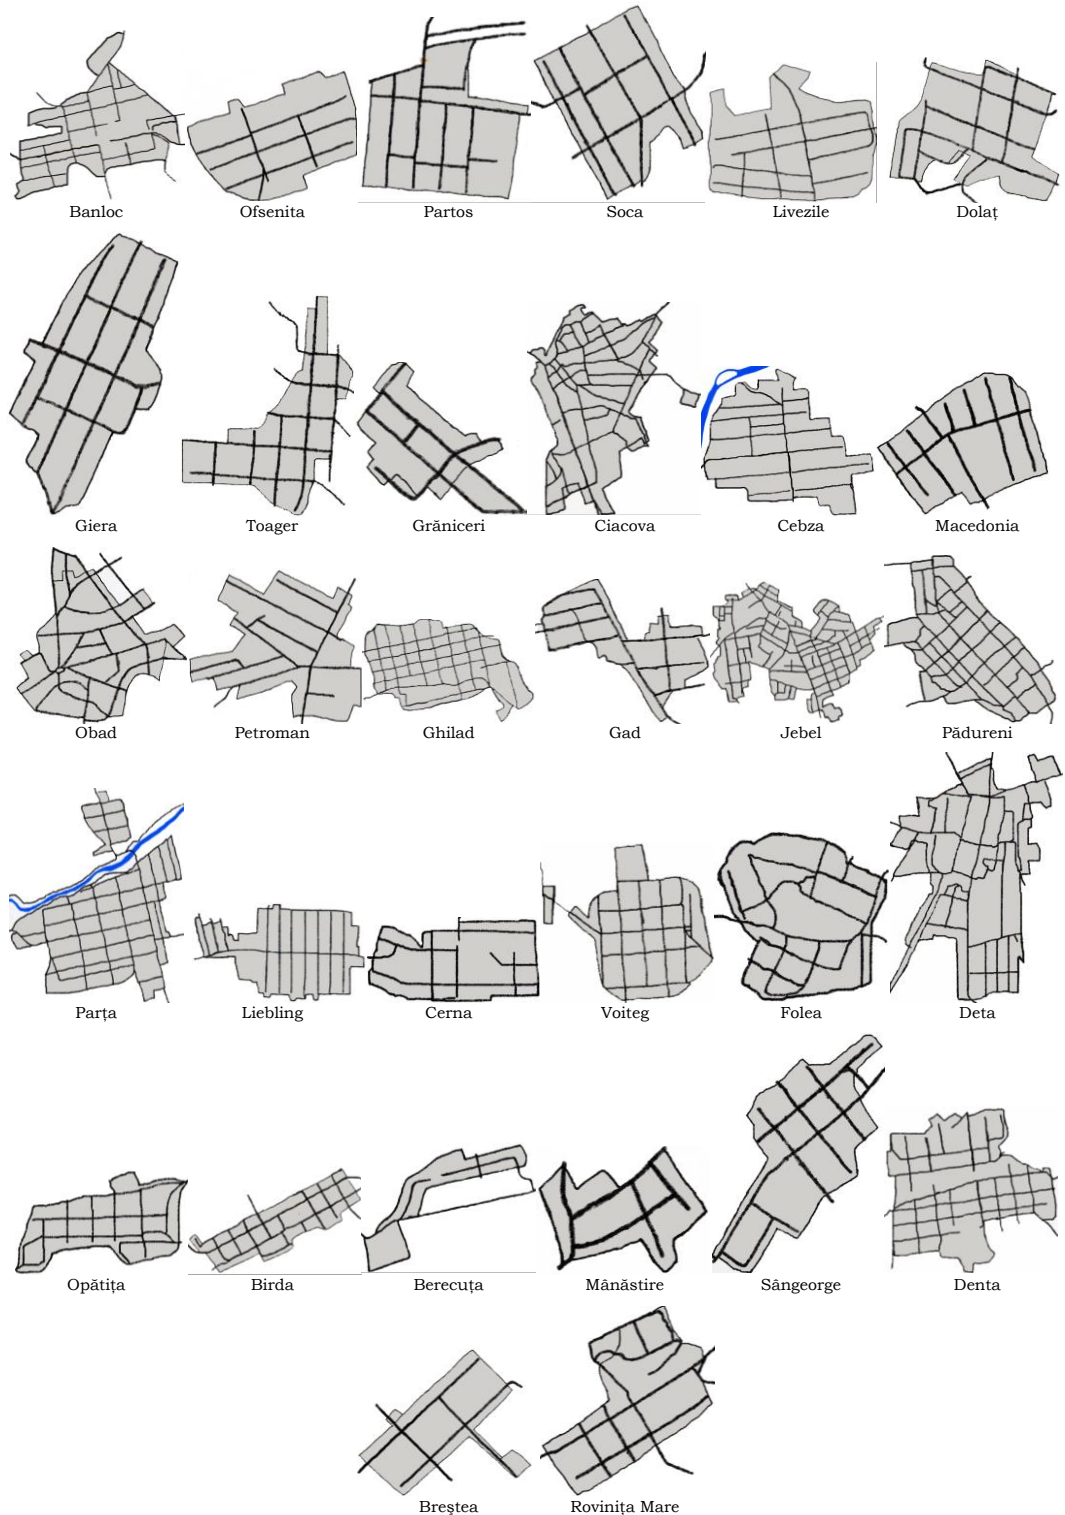 Banloc Ofsenita Partos Soca Livezile Dolaț
Giera Toager Grăniceri Ciacova Cebza Macedonia
Obad Petroman Ghilad Gad Jebel Pădureni
Parța Liebling Cerna Voiteg Folea Deta
Opătița Birda Berecuța Mânăstire Sângeorge Denta
Breştea Rovinița Mare